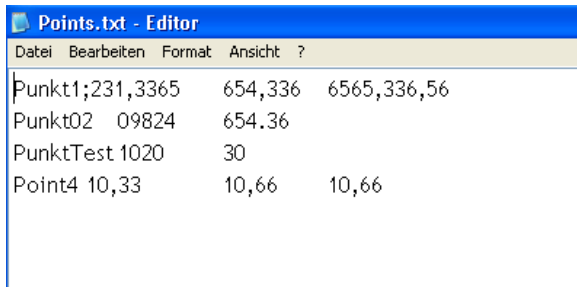 Points.txt - Editor
Datei Bearbeiten Format Ansicht ?
Punkt1;231,3365 654,336 6565,336,56
Punkt02 09824 654.36
PunktTest 1020 30
Point4 10,33 10,66 10,66